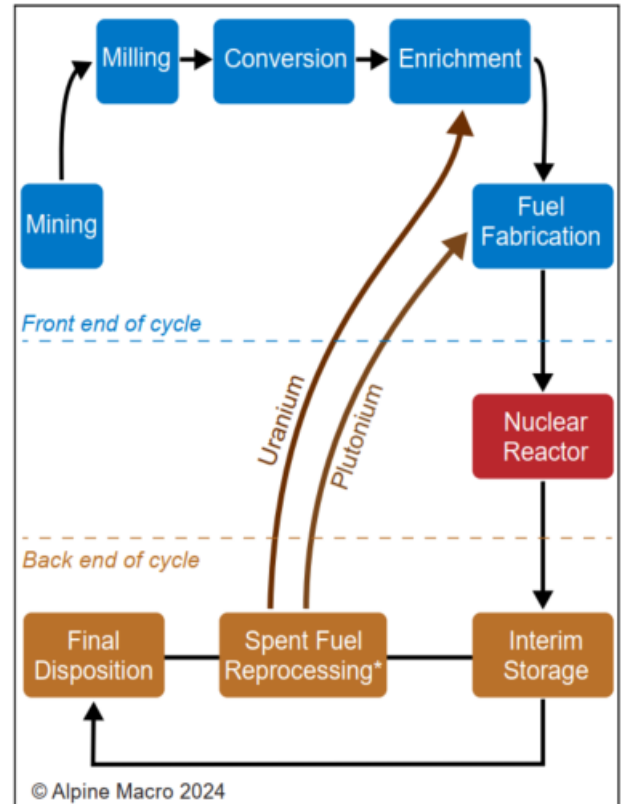 Milling
Conversion
Enrichment
Mining
Fuel
Fabrication
Front end of cycle
Uranium
Plutonium
Nuclear
Reactor
Back end of cycle
Final
Disposition
Spent Fuel
Reprocessing*
Interim
Storage
© Alpine Macro 2024